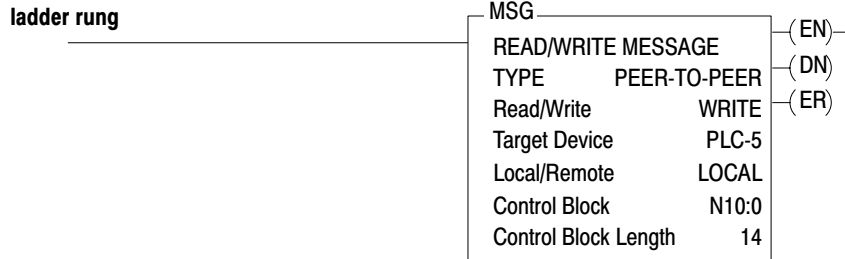 ladder rung
MSG
READ/WRITE MESSAGE
TYPE PEER-TO-PEER
Read/Write WRITE
Target Device PLC-5
Local/Remote LOCAL
Control Block N10:0
Control Block Length 14
(EN)
(DN)
(ER)